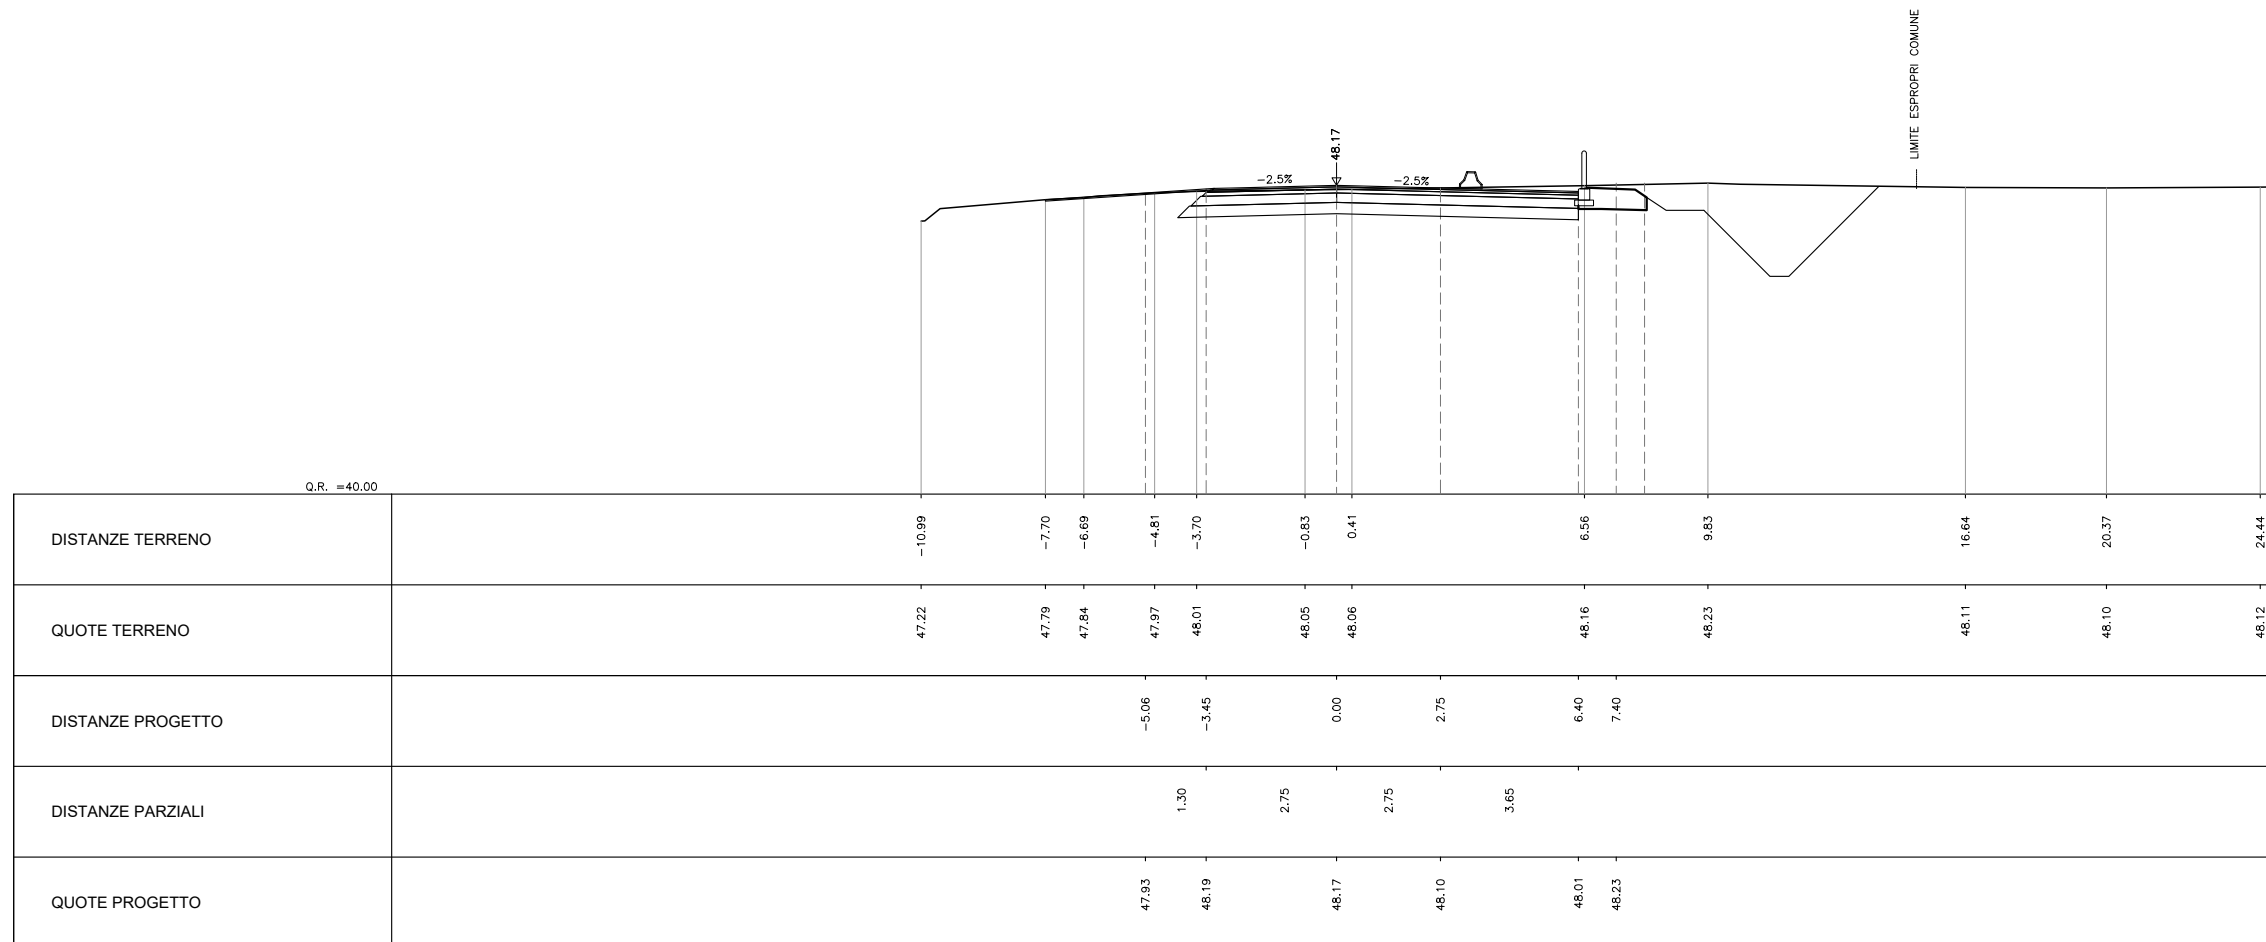 LIMITE ESPROPRI COMUNE
48.17
-2.5%
-2.5%
Q.R. =40.00
DISTANZE TERRENO
-10.99 -7.70 -6.69 -4.81 -3.70 -0.83 0.41 6.56 9.83 16.64 20.37 24.44
QUOTE TERRENO
47.22 47.79 47.84 47.97 48.01 48.05 48.06 48.16 48.23 48.11 48.10 48.12
DISTANZE PROGETTO
-5.06 -3.45 0.00 2.75 6.40 7.40
DISTANZE PARZIALI
1.30 2.75 2.75 3.65
QUOTE PROGETTO
47.93 48.19 48.17 48.10 48.01 48.23